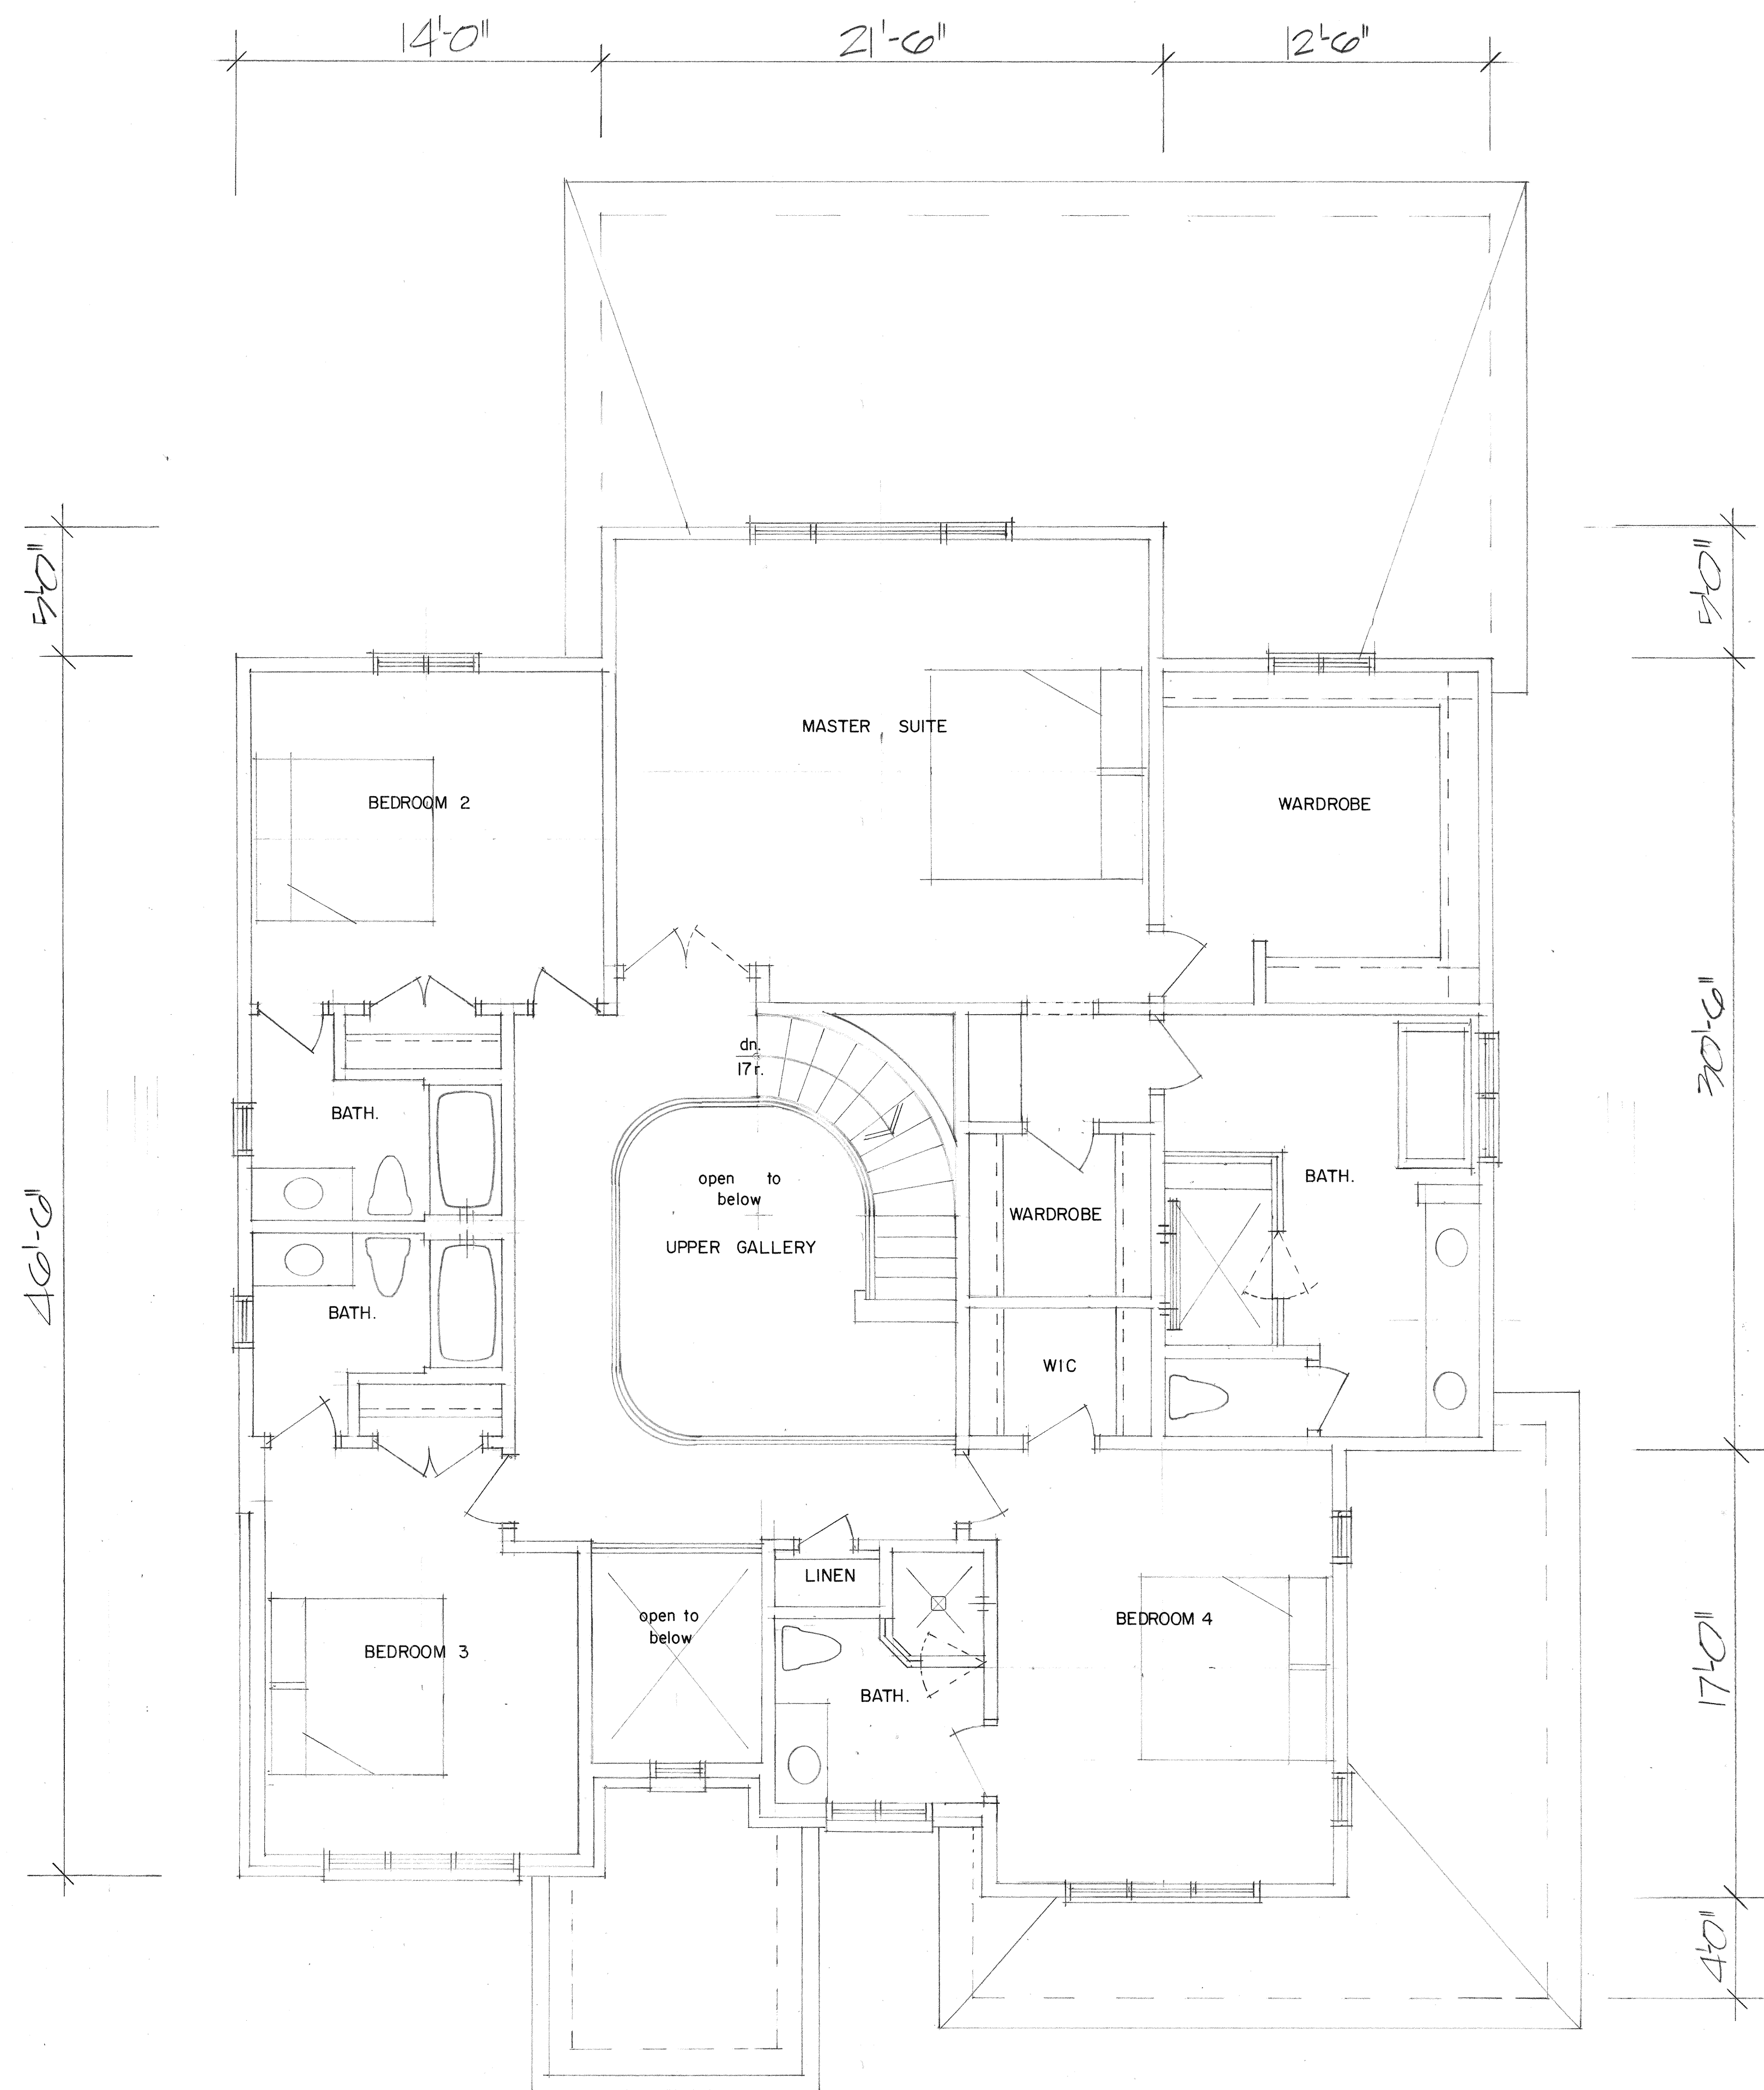 14'-0"
21'-6"
12'-6"
5'-0"
5'-0"
MASTER SUITE
BEDROOM 2
WARDROBE
30'-6"
dn.
17 r.
BATH.
open to
below
BATH.
WARDROBE
UPPER GALLERY
46'-6"
BATH.
WIC
LINEN
open to
below
BEDROOM 4
BEDROOM 3
17'-0"
BATH.
4'-0"